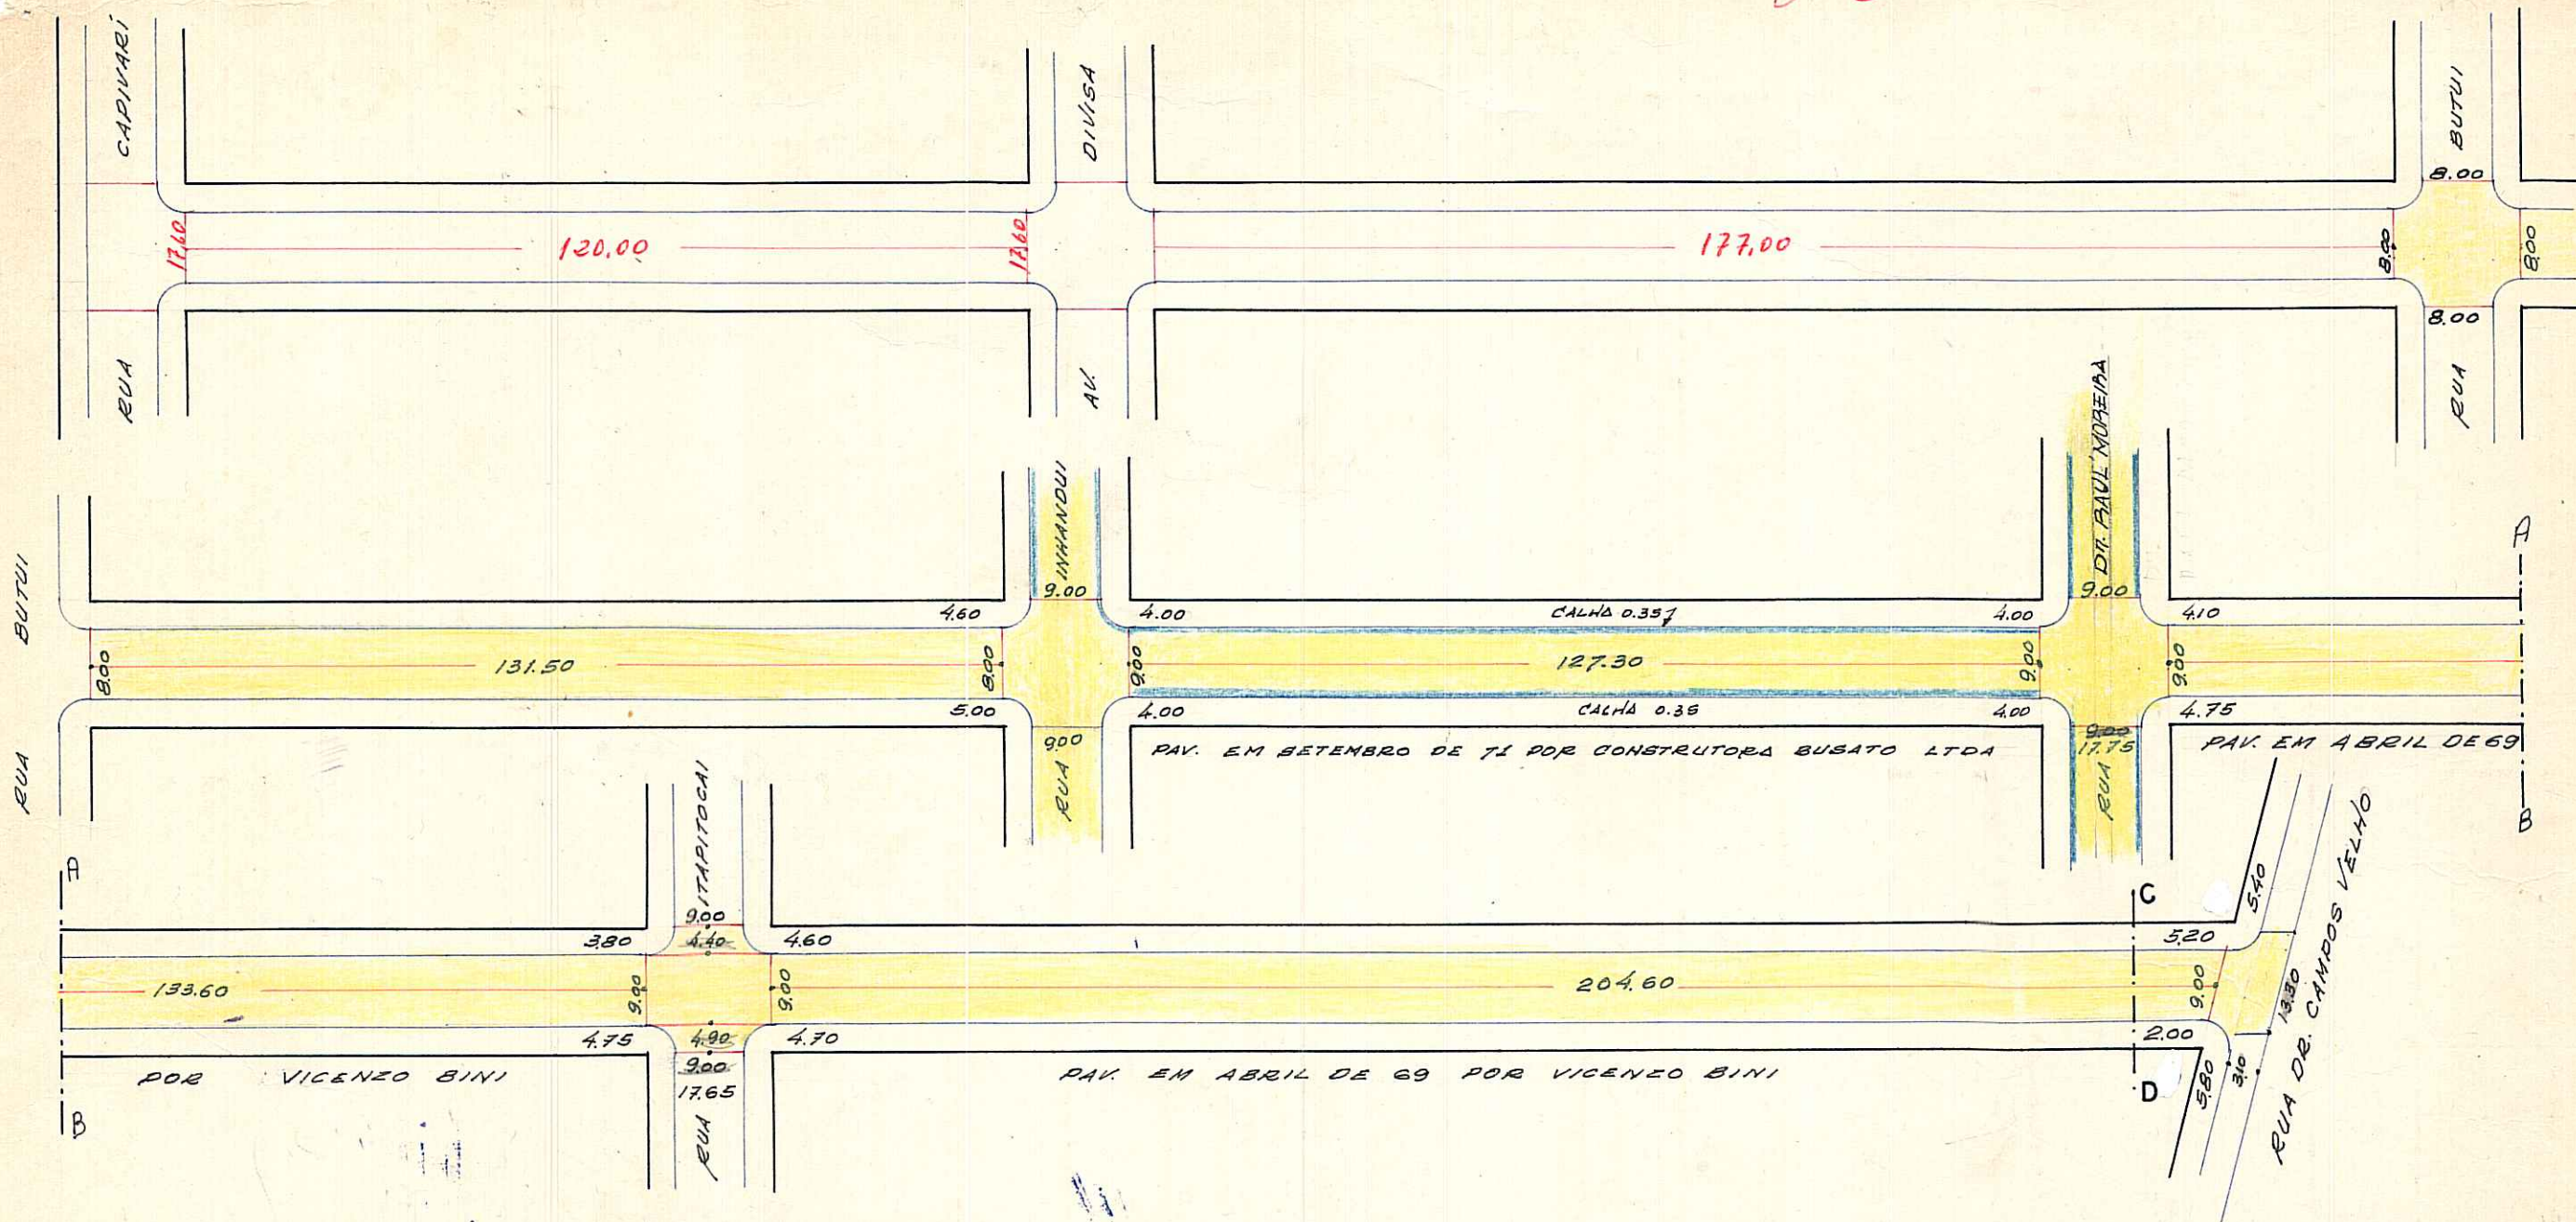 RUA CAPIVARÍ
17,60
120,00
17,60
AV. DIVISA
177,00
8.00
RUA BUTUI
8.00
8.00
8.00
RUA BUTUI
8.00
131.50
4.60
8.00
5.00
RUA INHANDUI
9.00
9.00
4.00
9.00
4.00
CALHA 0.35
127.30
CALHA 0.35
PAV. EM SETEMBRO DE 71 POR CONSTRUTORA BUSATO LTDA
4.00
9.00
4.00
RUA DR. RAUL MOREIRA
9.00
9.00
17.75
4.10
9.00
4.75
PAV. EM ABRIL DE 69
A
B
A
B
133.60
POR VICENZO BINI
3.80
9.00
4.75
RUA ITAPITOCAI
9.00
4.40
4.90
9.00
17.65
4.60
9.00
4.70
204.60
PAV. EM ABRIL DE 69 POR VICENZO BINI
C
D
5.20
9.00
2.00
5.40
13.30
5.80
3.10
RUA DR. CAMPOS VELHO